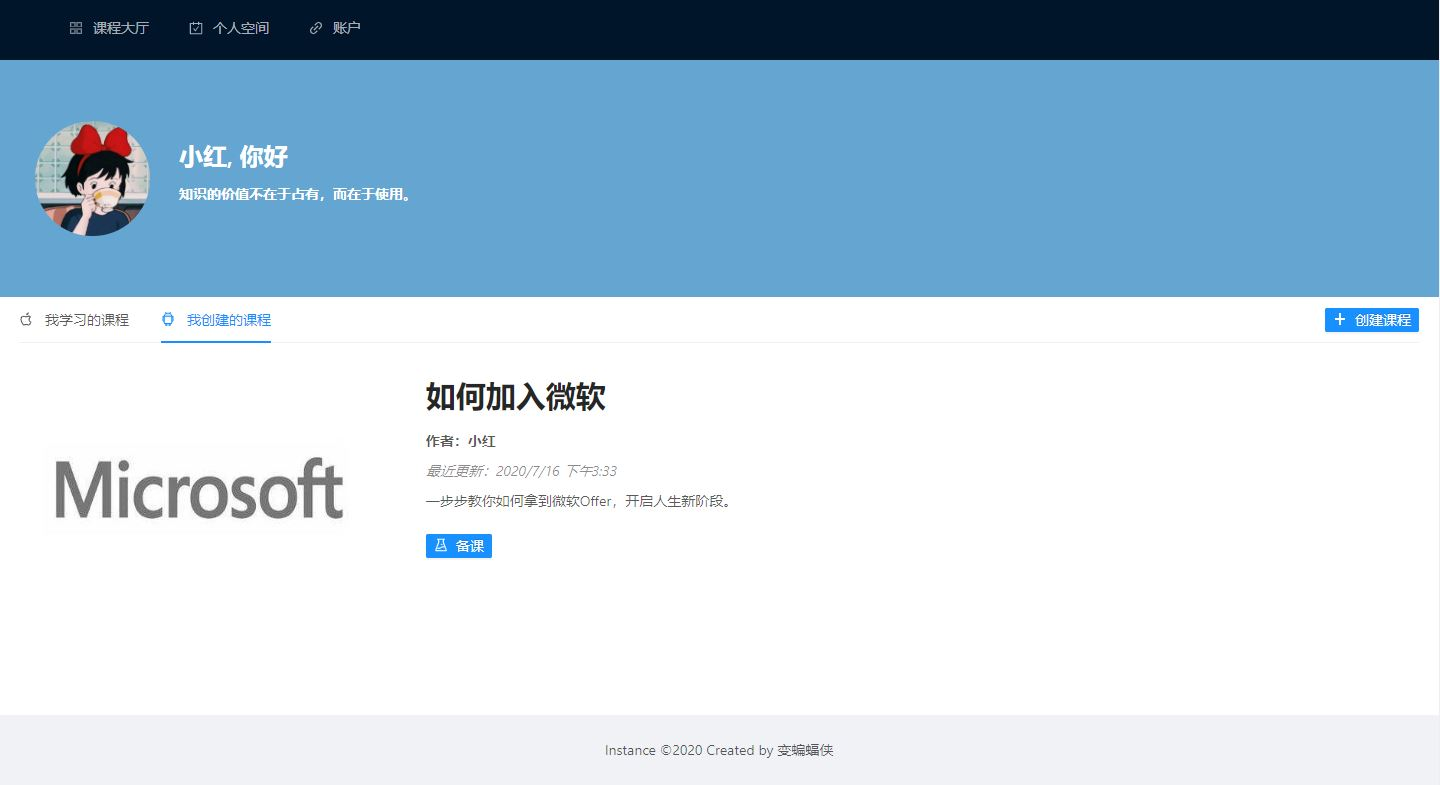 课程大厅 个人空间 账户
小红, 你好
知识的价值不在于占有，而在于使用。
我学习的课程 我创建的课程 创建课程
如何加入微软
作者：小红
最近更新：2020/7/16 下午3:33
一步步教你如何拿到微软Offer，开启人生新阶段。
Microsoft
备课
Instance ©2020 Created by 变蝙蝠侠